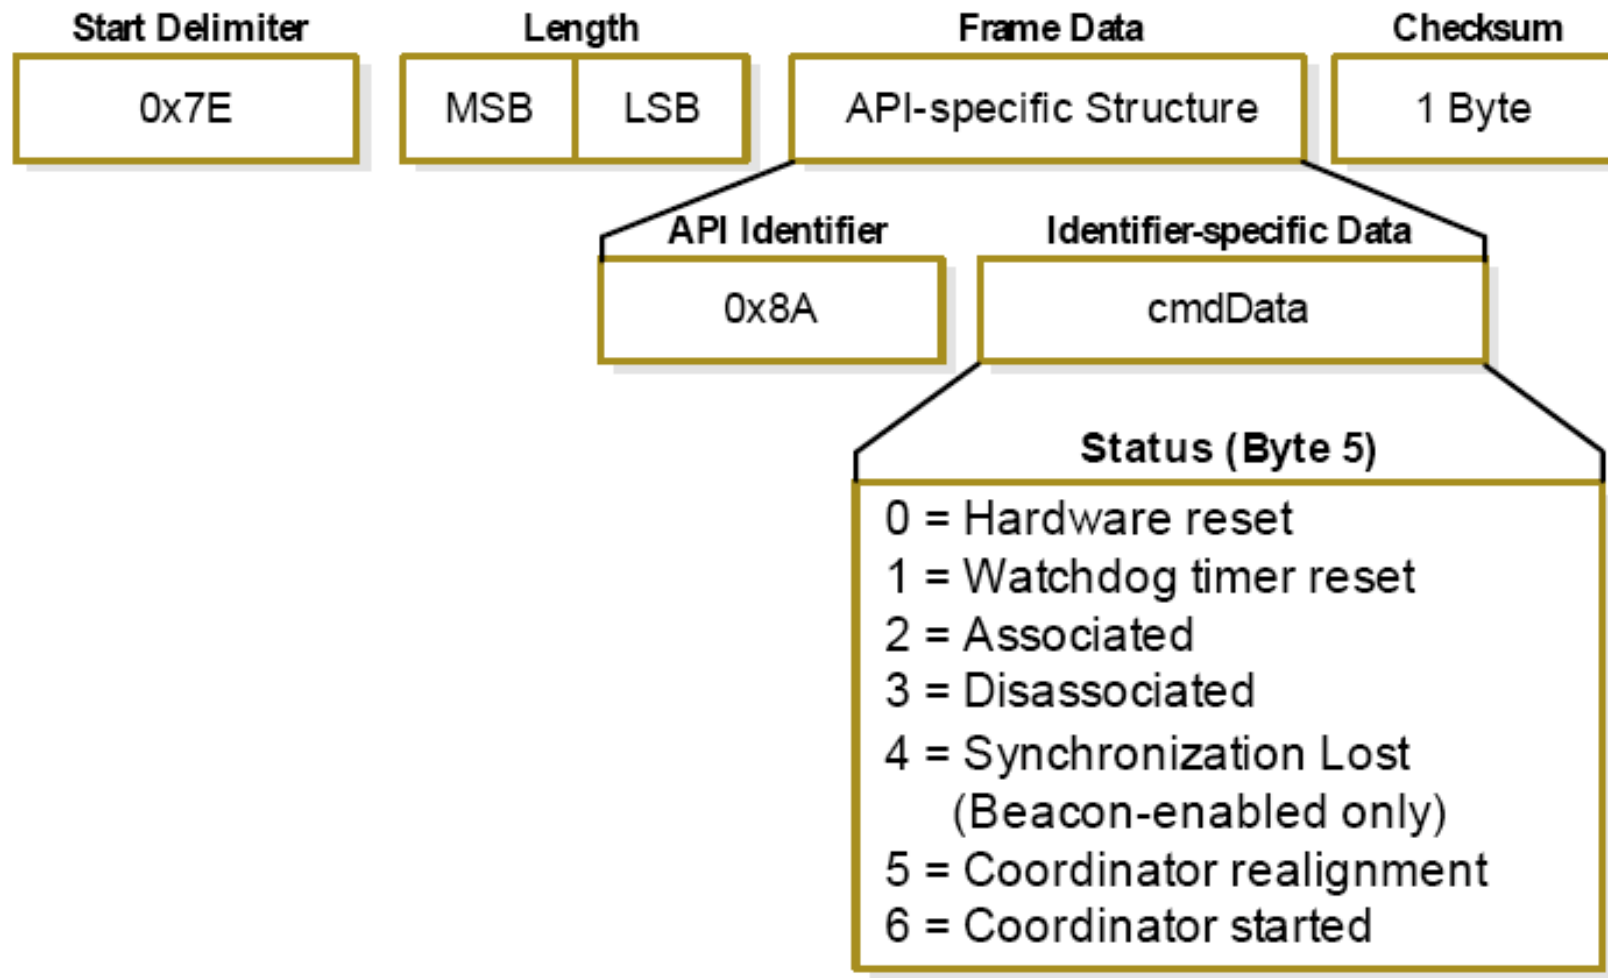 Start Delimiter Length Frame Data Checksum
0x7E MSB LSB API-specific Structure 1 Byte
API Identifier Identifier-specific Data
0x8A cmdData
Status (Byte 5)
0 = Hardware reset
1 = Watchdog timer reset
2 = Associated
3 = Disassociated
4 = Synchronization Lost
(Beacon-enabled only)
5 = Coordinator realignment
6 = Coordinator started